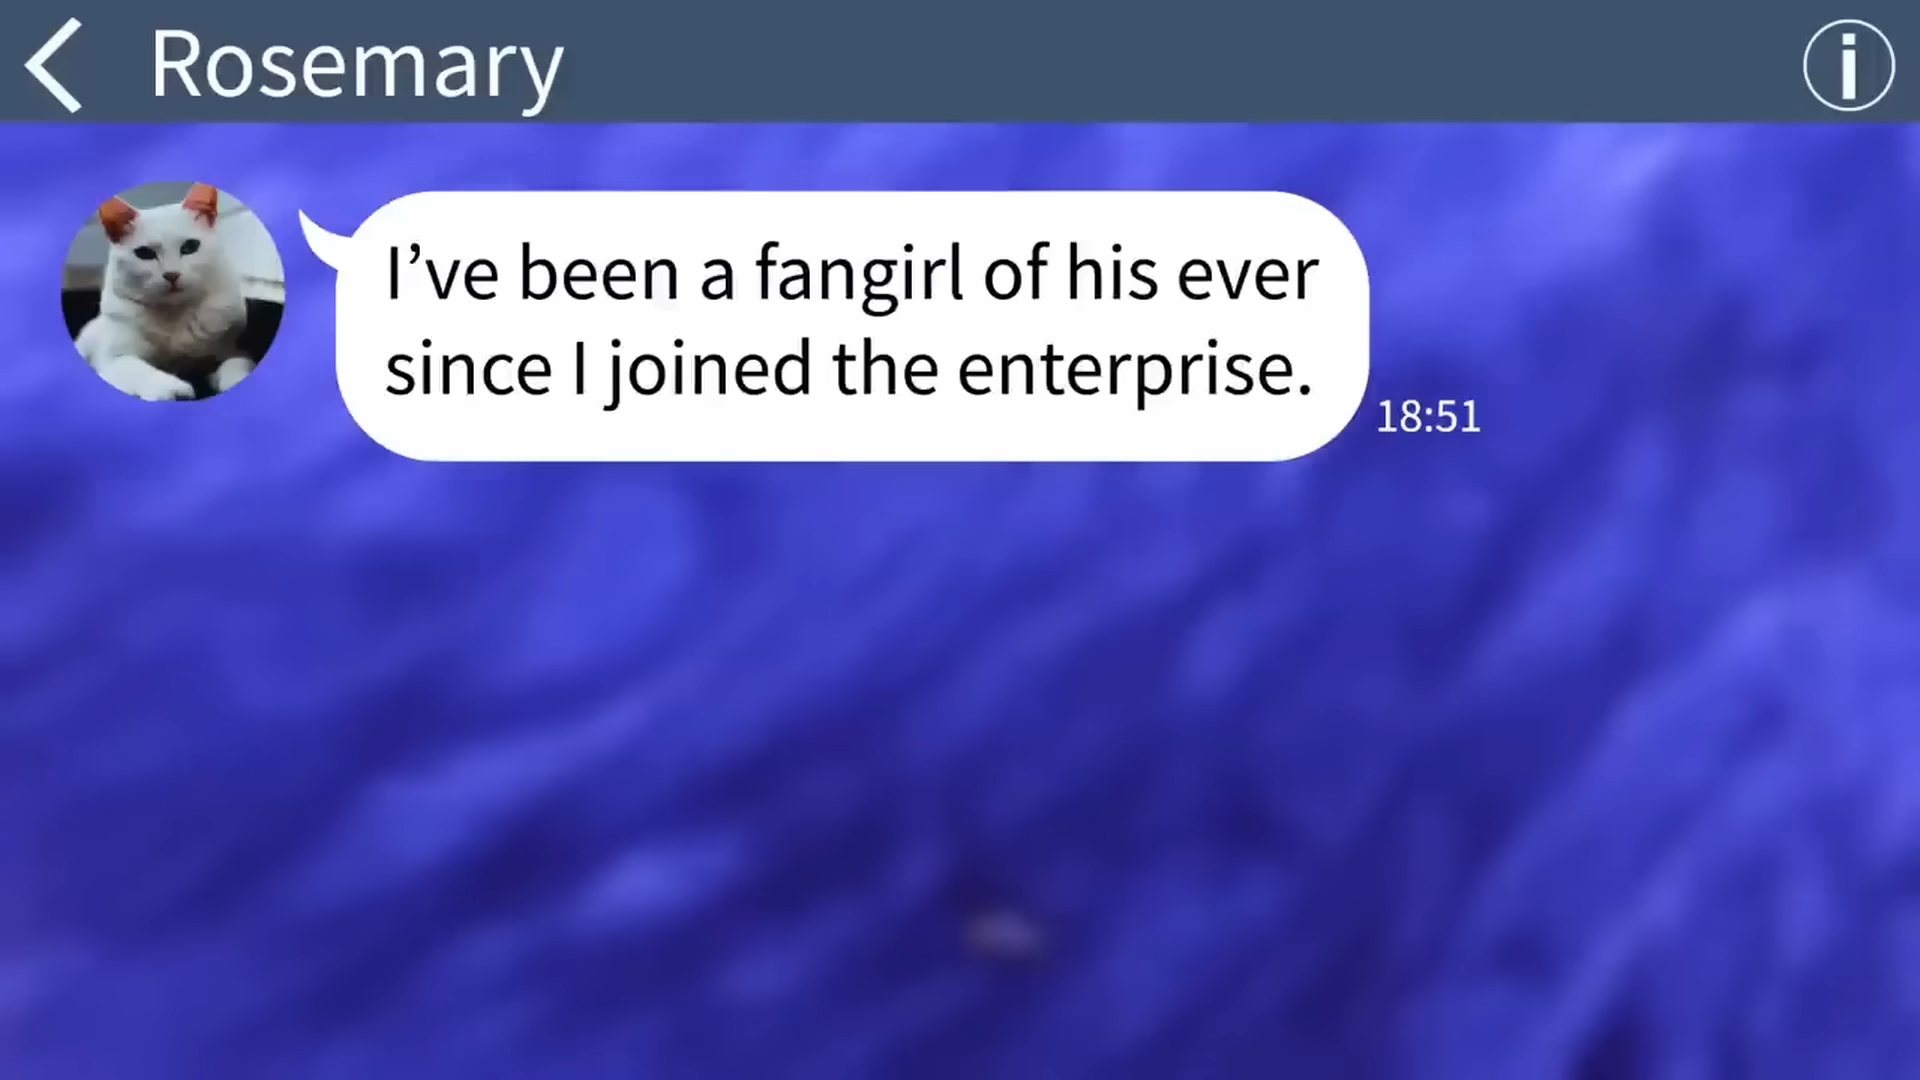 Rosemary
I’ve been a fangirl of his ever
since I joined the enterprise.
18:51